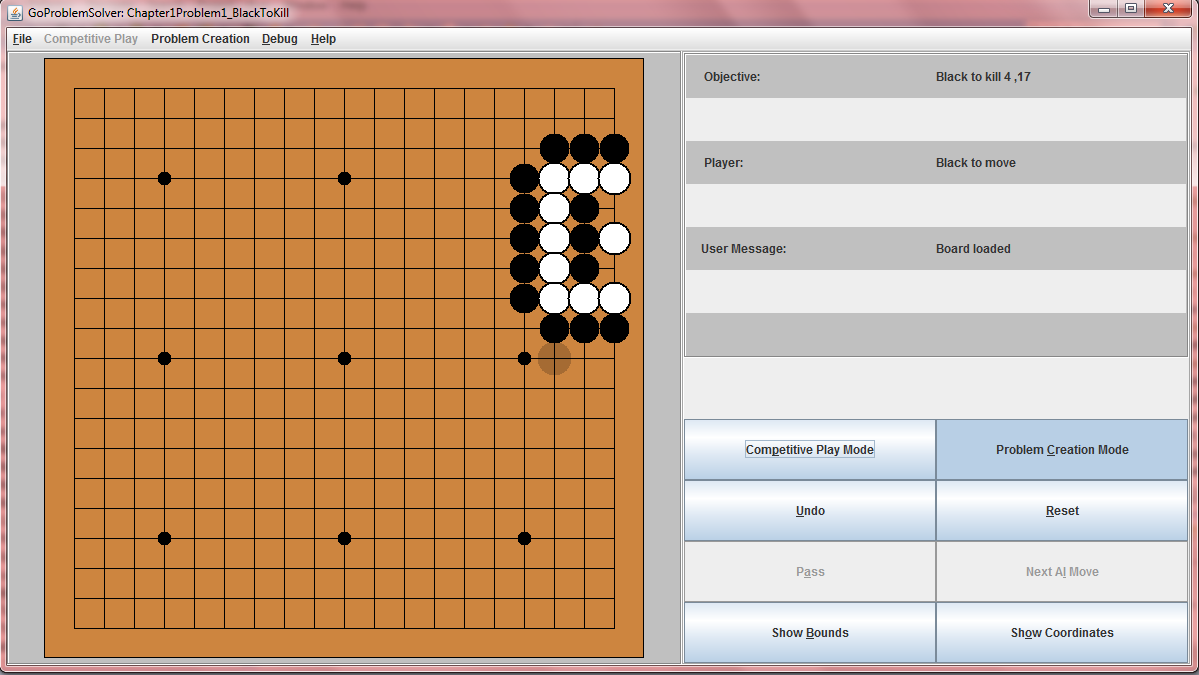 GoProblemSolver: Chapter1Problem1_BlackToKill
File Competitive Play Problem Creation Debug Help
Objective: Black to kill 4 ,17
Player: Black to move
User Message: Board loaded
Competitive Play Mode Problem Creation Mode
Undo Reset
Pass Next AI Move
Show Bounds Show Coordinates